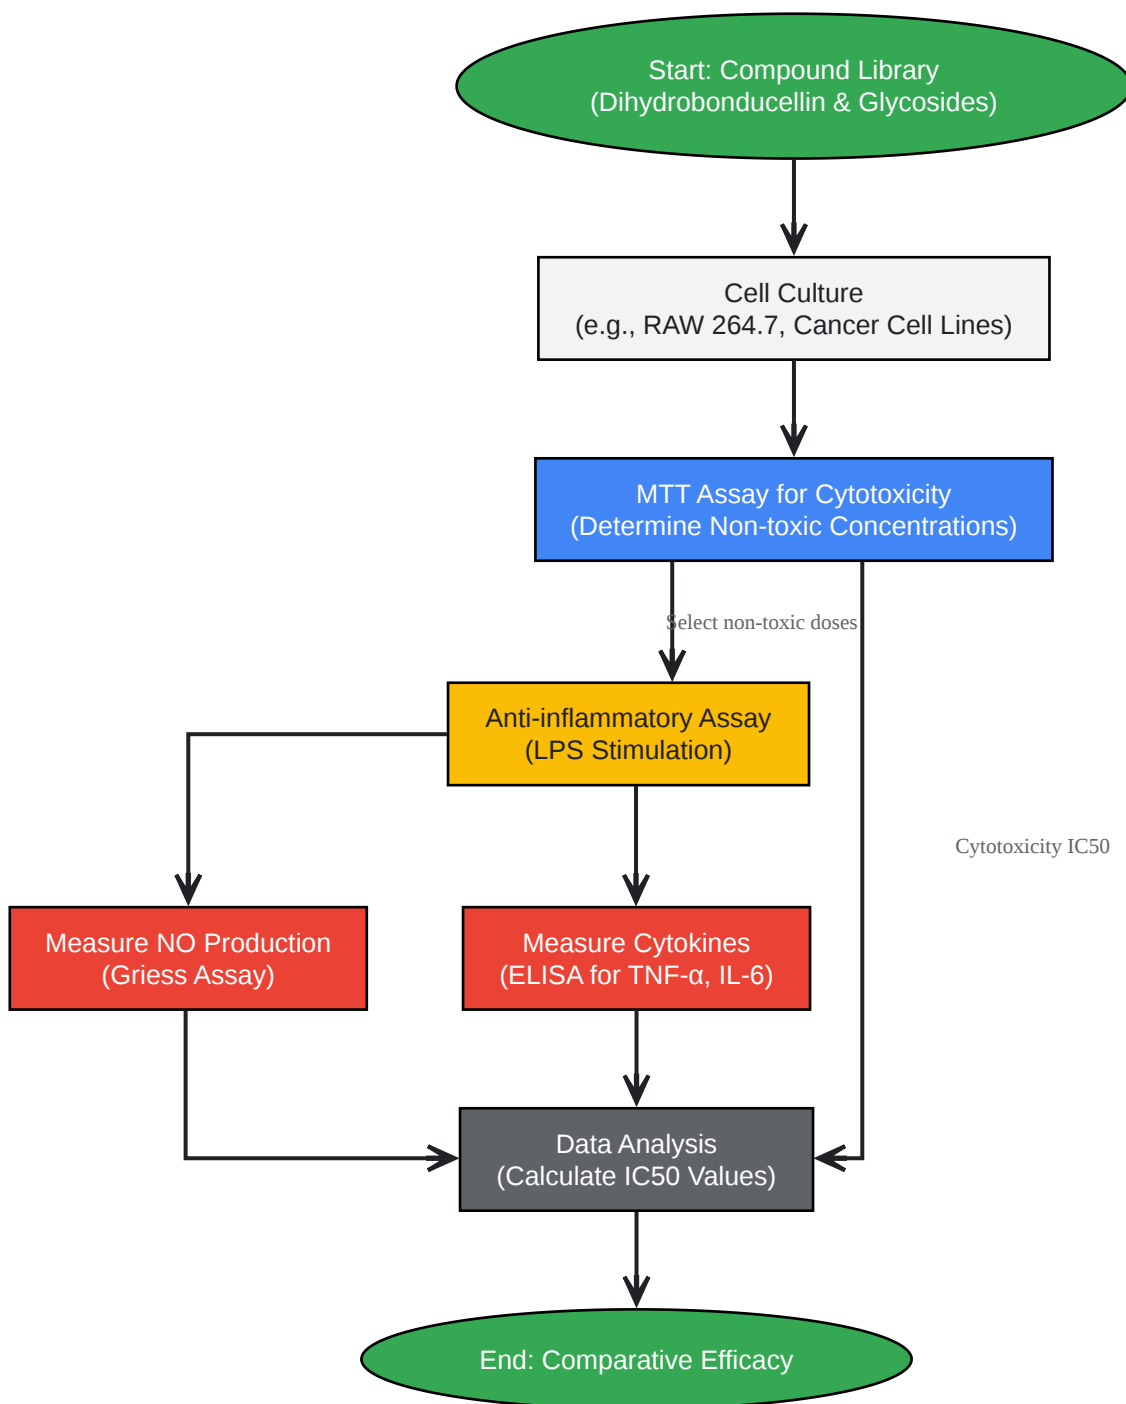 Start: Compound Library
(Dihydrobonducellin & Glycosides)
Cell Culture
(e.g., RAW 264.7, Cancer Cell Lines)
MTT Assay for Cytotoxicity
(Determine Non-toxic Concentrations)
Select non-toxic doses
Anti-inflammatory Assay
(LPS Stimulation)
Cytotoxicity IC50
Measure NO Production
(Griess Assay)
Measure Cytokines
(ELISA for TNF-α, IL-6)
Data Analysis
(Calculate IC50 Values)
End: Comparative Efficacy